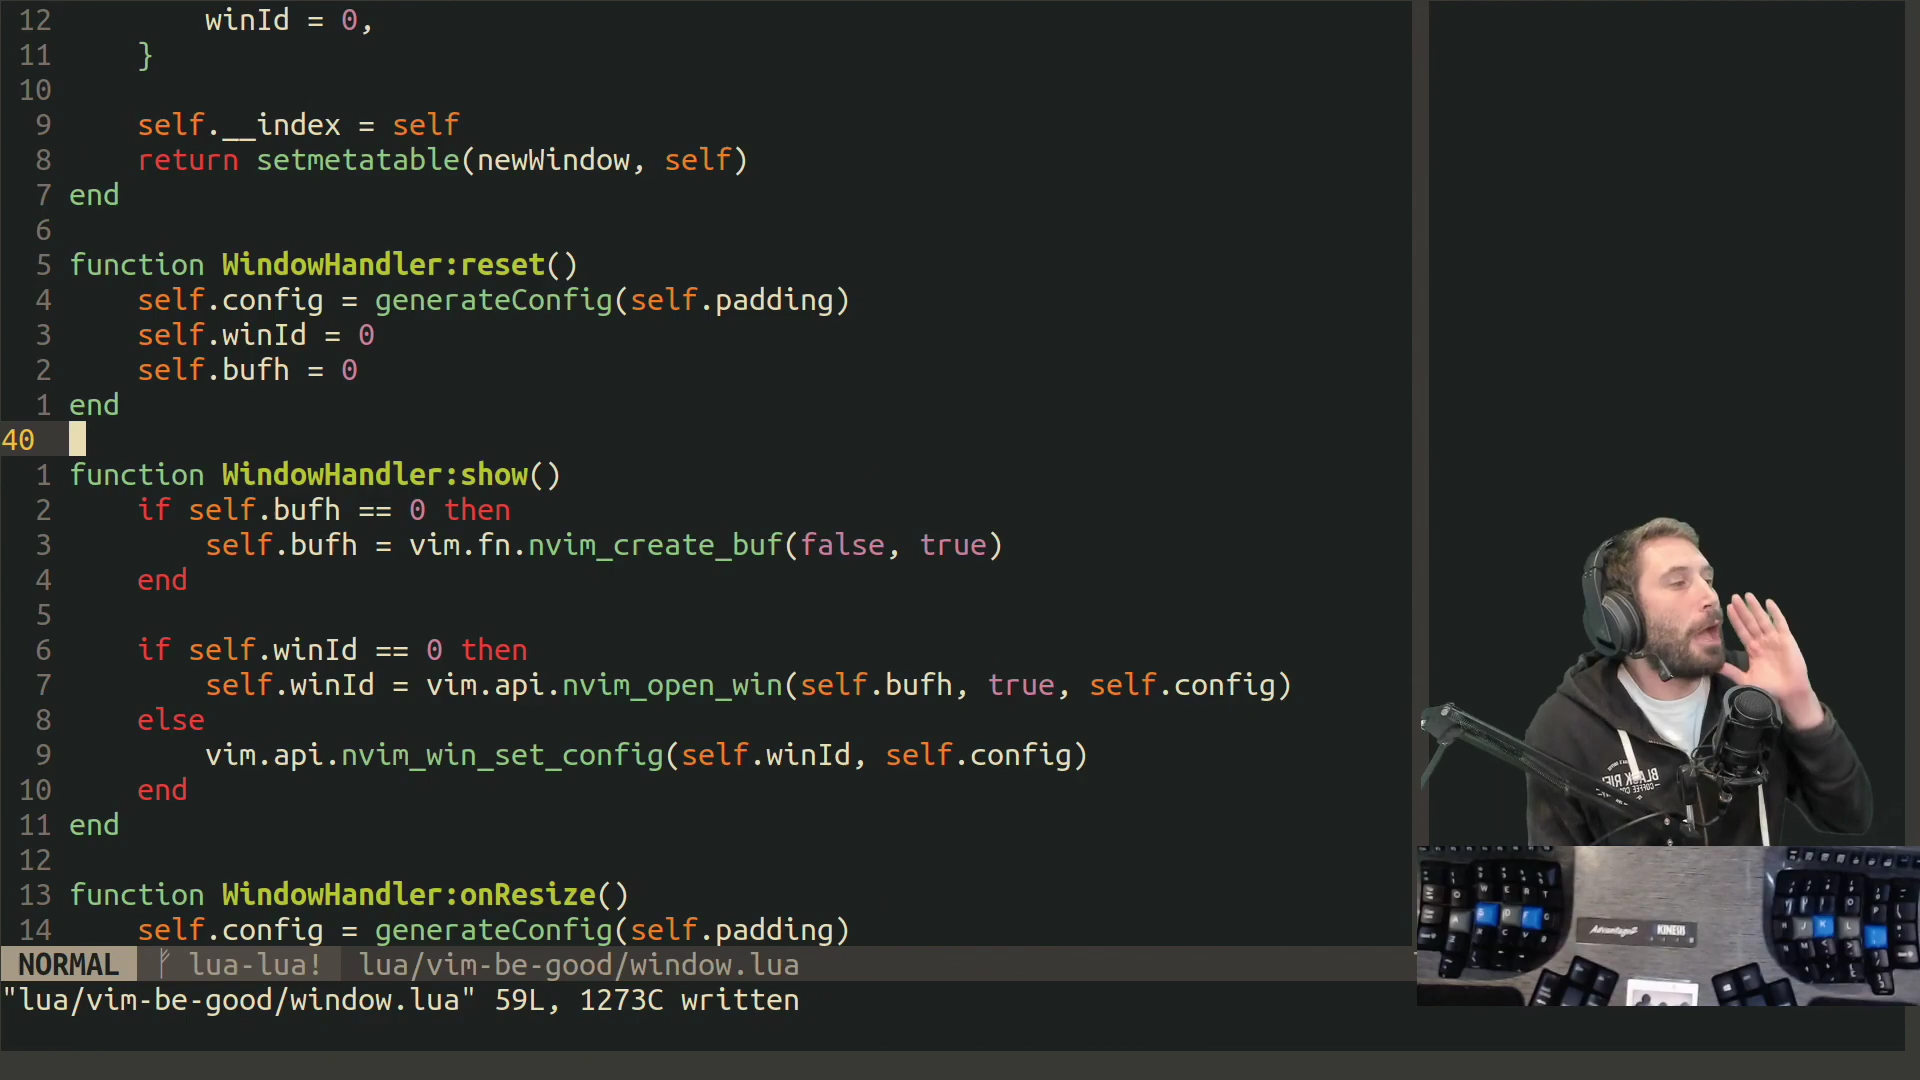 12 winId = 0,
11 }
10
9 self.__index = self
8 return setmetatable(newWindow, self)
7 end
6
5 function WindowHandler:reset()
4 self.config = generateConfig(self.padding)
3 self.winId = 0
2 self.bufh = 0
1 end
40
1 function WindowHandler:show()
2 if self.bufh == 0 then
3 self.bufh = vim.fn.nvim_create_buf(false, true)
4 end
5
6 if self.winId == 0 then
7 self.winId = vim.api.nvim_open_win(self.bufh, true, self.config)
8 else
9 vim.api.nvim_win_set_config(self.winId, self.config)
10 end
11 end
12
13 function WindowHandler:onResize()
14 self.config = generateConfig(self.padding)
NORMAL lua-lua! lua/vim-be-good/window.lua
"lua/vim-be-good/window.lua" 59L, 1273C written
Advantage2 KINESIS